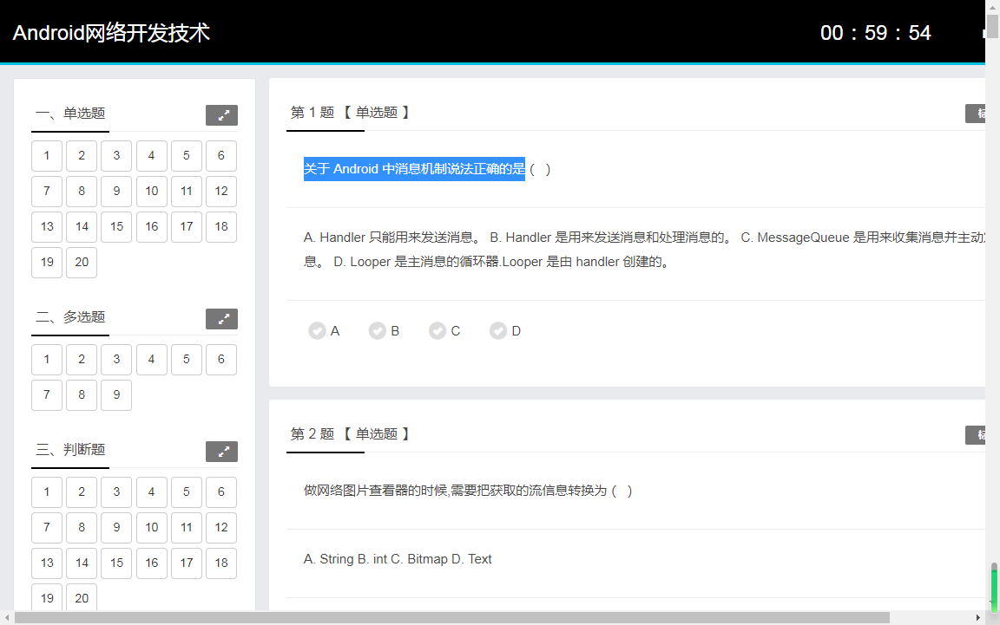 Android网络开发技术
00 : 59 : 54
一、单选题
1 2 3 4 5 6
7 8 9 10 11 12
13 14 15 16 17 18
19 20
二、多选题
1 2 3 4 5 6
7 8 9
三、判断题
1 2 3 4 5 6
7 8 9 10 11 12
13 14 15 16 17 18
19 20
第 1 题 【 单选题 】
关于 Android 中消息机制说法正确的是 ( )
A. Handler 只能用来发送消息。 B. Handler 是用来发送消息和处理消息的。 C. MessageQueue 是用来收集消息并主动
息。 D. Looper 是主消息的循环器.Looper 是由 handler 创建的。
A B C D
第 2 题 【 单选题 】
做网络图片查看器的时候,需要把获取的流信息转换为 ( )
A. String B. int C. Bitmap D. Text